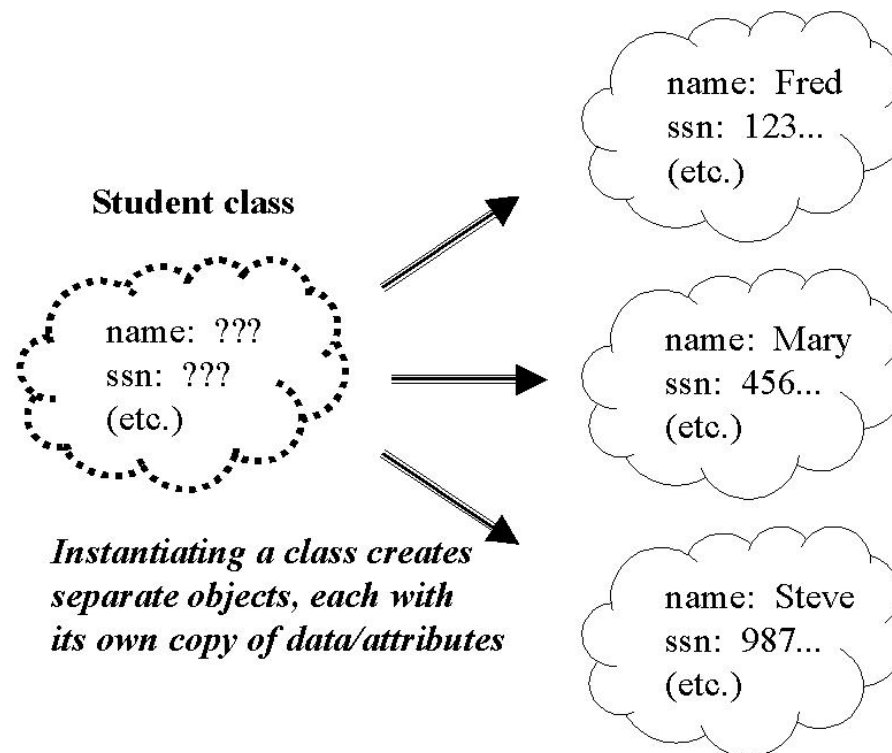 Student class
name: ???
ssn: ???
(etc.)
Instantiating a class creates
separate objects, each with
its own copy of data/attributes
name: Fred
ssn: 123...
(etc.)
name: Mary
ssn: 456...
(etc.)
name: Steve
ssn: 987...
(etc.)